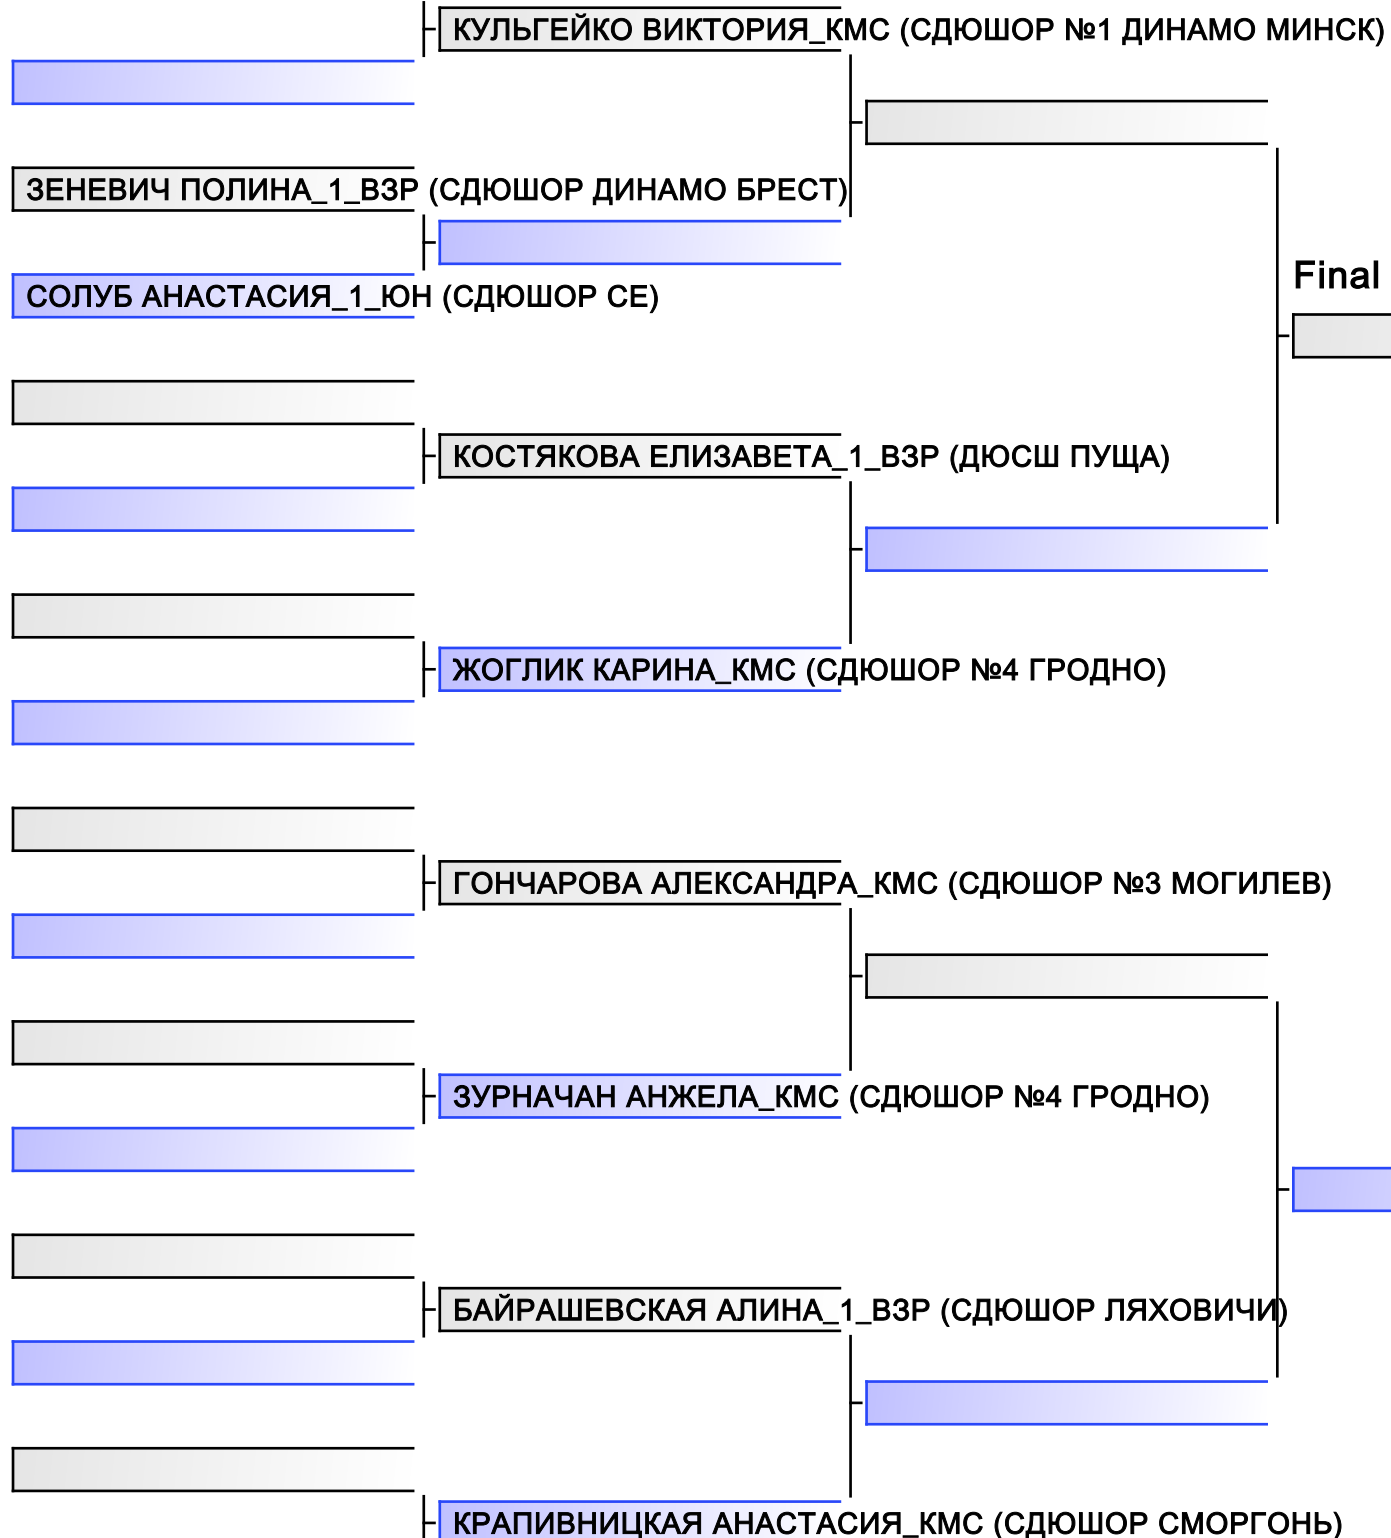 КУЛЬГЕЙКО ВИКТОРИЯ_КМС (СДЮШОР №1 ДИНАМО МИНСК)
ЗЕНЕВИЧ ПОЛИНА_1_ВЗР (СДЮШОР ДИНАМО БРЕСТ)
Final
СОЛУБ АНАСТАСИЯ_1_ЮН (СДЮШОР СЕ)
КОСТЯКОВА ЕЛИЗАВЕТА_1_ВЗР (ДЮСШ ПУЩА)
ЖОГЛИК КАРИНА_КМС (СДЮШОР №4 ГРОДНО)
ГОНЧАРОВА АЛЕКСАНДРА_КМС (СДЮШОР №3 МОГИЛЕВ)
ЗУРНАЧАН АНЖЕЛА_КМС (СДЮШОР №4 ГРОДНО)
БАЙРАШЕВСКАЯ АЛИНА_1_ВЗР (СДЮШОР ЛЯХОВИЧИ)
КРАПИВНИЦКАЯ АНАСТАСИЯ_КМС (СДЮШОР СМОРГОНЬ)